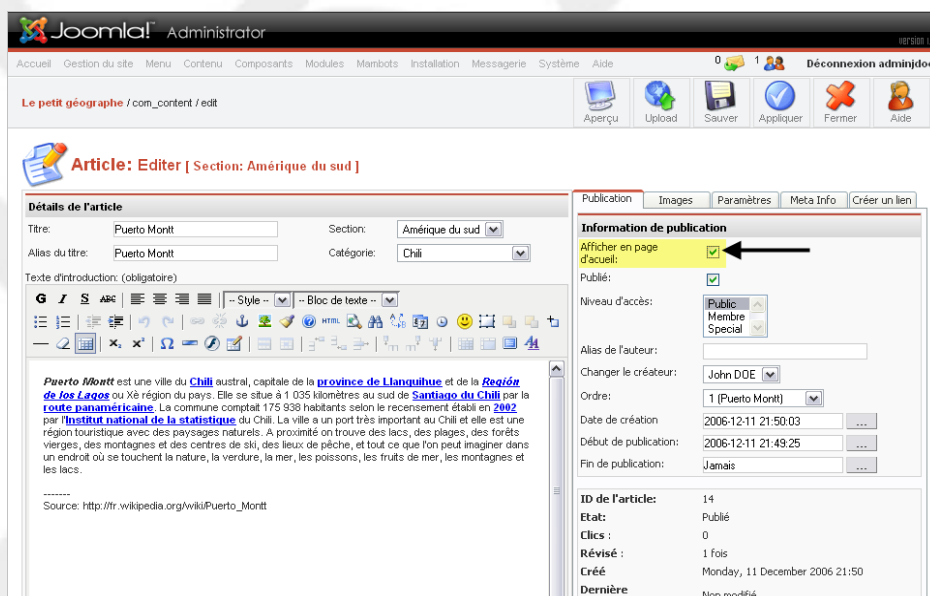 Joomla! Administrator
version 1
Accueil Gestion du site Menu Contenu Composants Modules Mambots Installation Messagerie Système Aide 0 1 Déconnexion adminjdoe
Le petit géographe / com_content / edit
Aperçu Upload Sauver Appliquer Fermer Aide
Article: Editer [ Section: Amérique du sud ]
Détails de l'article
Titre: Puerto Montt Section: Amérique du sud
Alias du titre: Puerto Montt Catégorie: Chili
Texte d'introduction: (obligatoire)
G I S ABC -- Style -- -- Bloc de texte --
HTML
Puerto Montt est une ville du Chili austral, capitale de la province de Llanquihue et de la Región
de los Lagos ou Xè région du pays. Elle se situe à 1 035 kilomètres au sud de Santiago du Chili par la
route panaméricaine. La commune comptait 175 938 habitants selon le recensement établi en 2002
par l'Institut national de la statistique du Chili. La ville a un port très important au Chili et elle est une
région touristique avec des paysages naturels. A proximité on trouve des lacs, des plages, des forêts
vierges, des montagnes et des centres de ski, des lieux de pêche, et tout ce que l'on peut imaginer dans
un endroit où se touchent la nature, la verdure, la mer, les poissons, les fruits de mer, les montagnes et
les lacs.
-------
Source: http://fr.wikipedia.org/wiki/Puerto_Montt
Publication Images Paramètres Meta Info Créer un lien
Information de publication
Afficher en page
d'acueil:
Publié:
Niveau d'accès: Public
Membre
Special
Alias de l'auteur:
Changer le créateur: John DOE
Ordre: 1 (Puerto Montt)
Date de création 2006-12-11 21:50:03 ...
Début de publication: 2006-12-11 21:49:25 ...
Fin de publication: Jamais ...
ID de l'article: 14
Etat: Publié
Clics : 0
Révisé : 1 fois
Créé Monday, 11 December 2006 21:50
Dernière
Non modifié